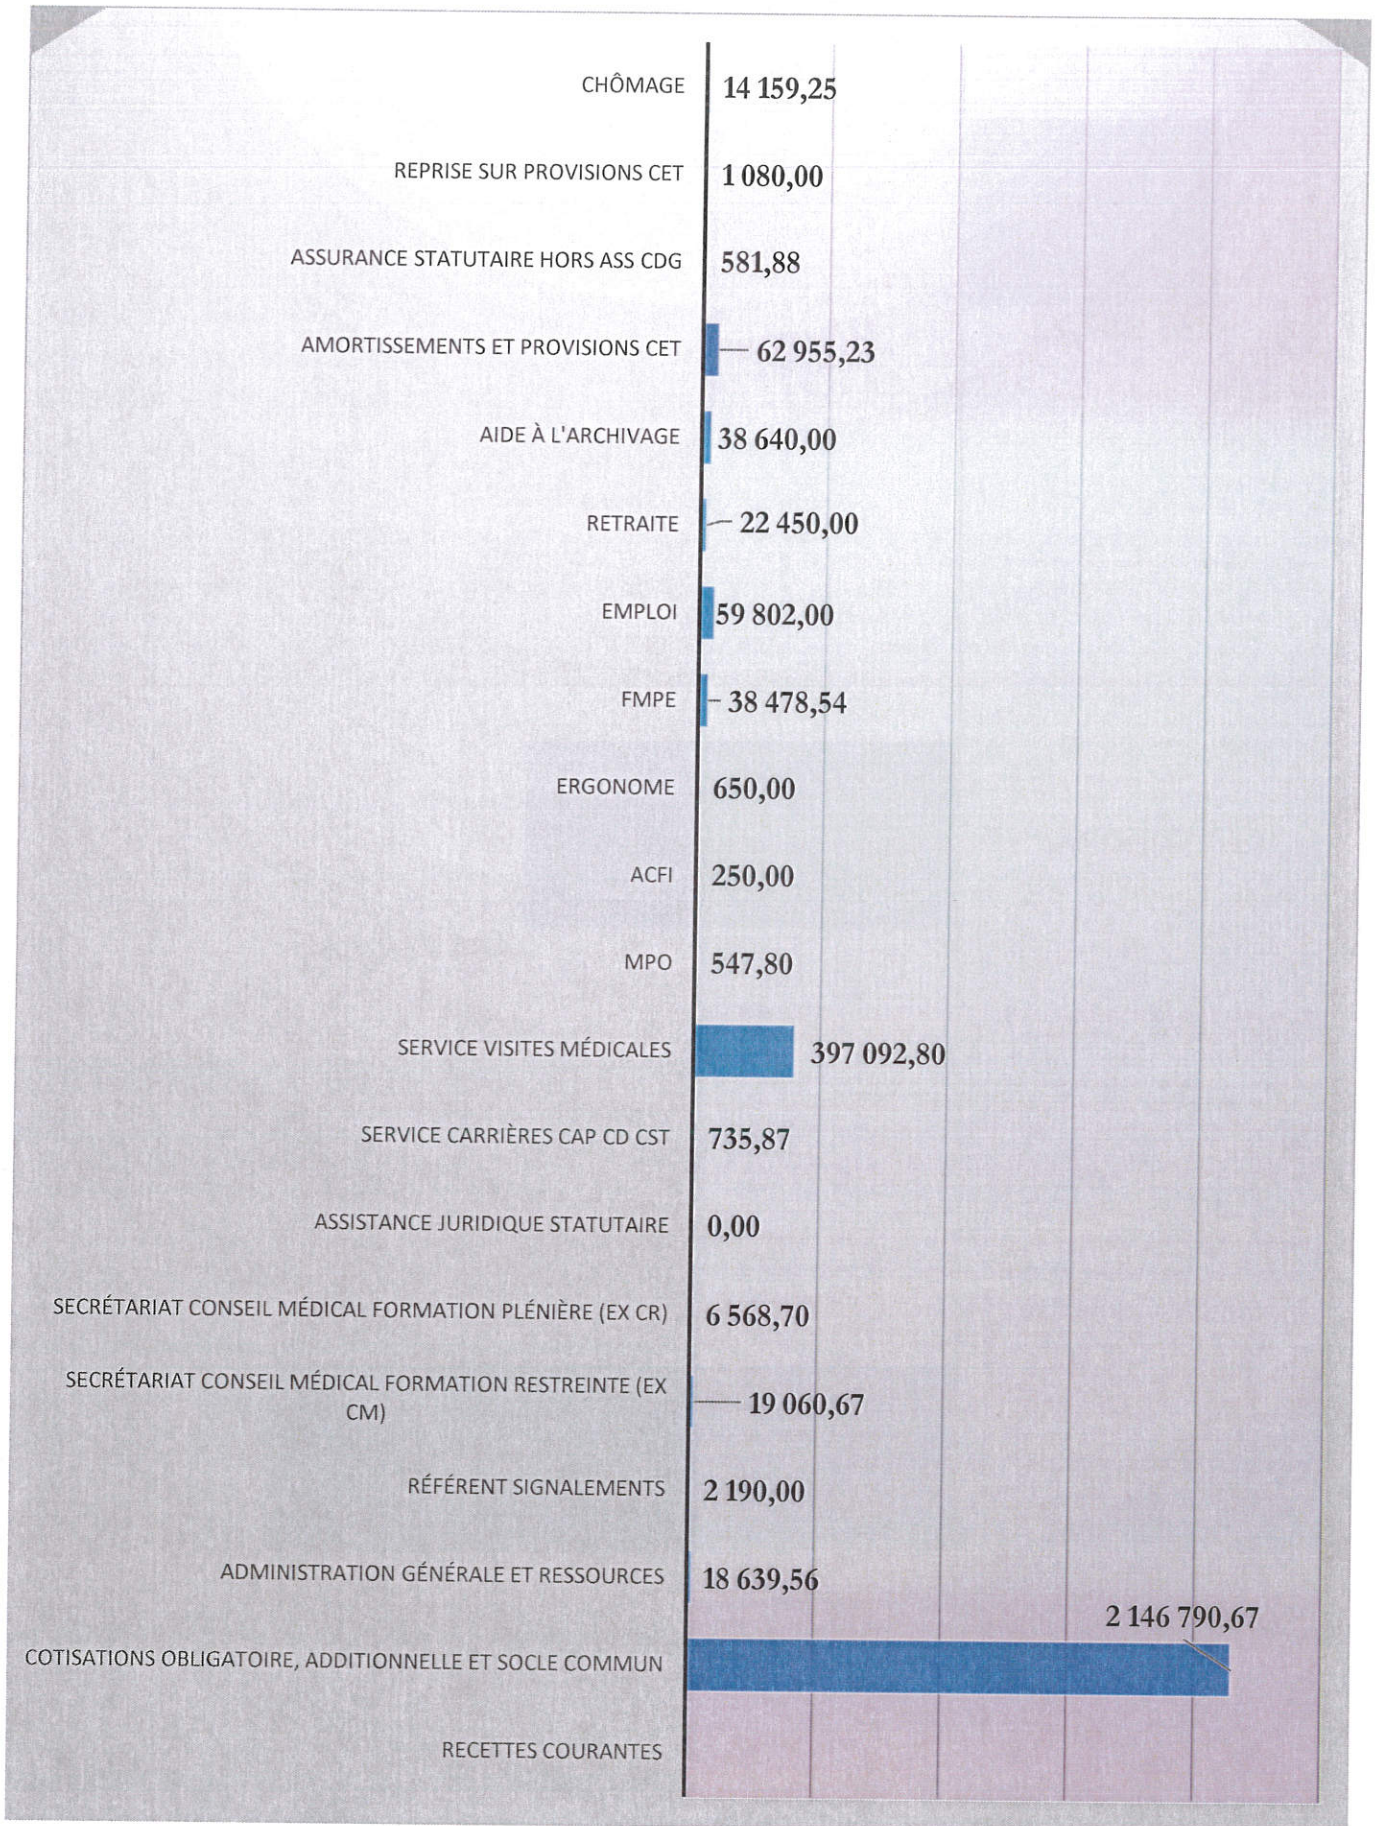 CHÔMAGE 14 159,25
REPRISE SUR PROVISIONS CET 1 080,00
ASSURANCE STATUTAIRE HORS ASS CDG 581,88
AMORTISSEMENTS ET PROVISIONS CET 62 955,23
AIDE À L'ARCHIVAGE 38 640,00
RETRAITE 22 450,00
EMPLOI 59 802,00
FMPE 38 478,54
ERGONOME 650,00
ACFI 250,00
MPO 547,80
SERVICE VISITES MÉDICALES 397 092,80
SERVICE CARRIÈRES CAP CD CST 735,87
ASSISTANCE JURIDIQUE STATUTAIRE 0,00
SECRÉTARIAT CONSEIL MÉDICAL FORMATION PLÉNIÈRE (EX CR) 6 568,70
SECRÉTARIAT CONSEIL MÉDICAL FORMATION RESTREINTE (EX
CM) 19 060,67
RÉFÉRENT SIGNALEMENTS 2 190,00
ADMINISTRATION GÉNÉRALE ET RESSOURCES 18 639,56
2 146 790,67
COTISATIONS OBLIGATOIRE, ADDITIONNELLE ET SOCLE COMMUN
RECETTES COURANTES